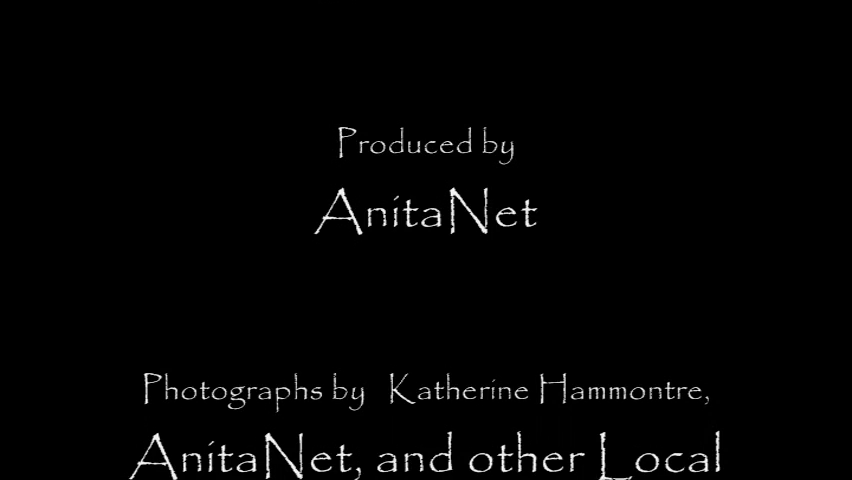 Produced by
AnitaNet
Photographs by Katherine Hammontre,
AnitaNet, and other Local